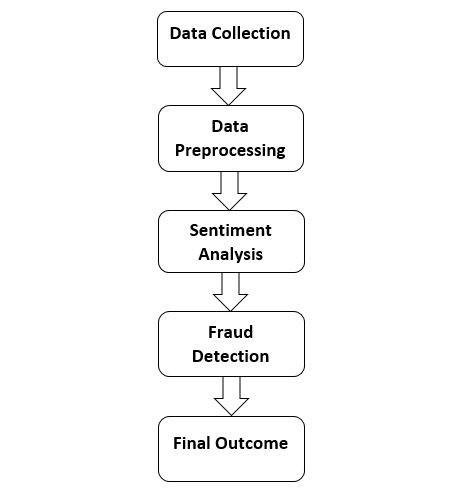 Data Collection
Data
Preprocessing
Sentiment
Analysis
Fraud
Detection
Final Outcome